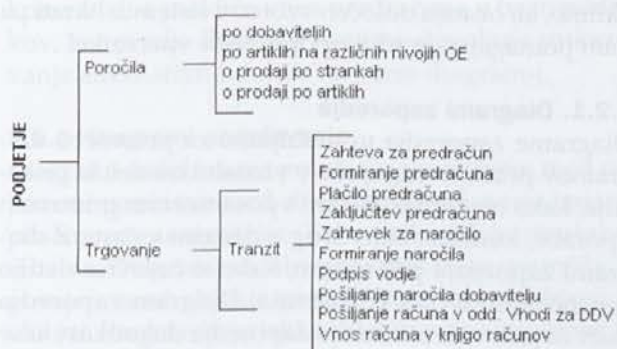 PODJETJE
Poročila
po dobaviteljih
po artiklih na različnih nivojih OE
o prodaji po strankah
o prodaji po artiklih
Trgovanje
Tranzit
Zahteva za predračun
Formiranje predračuna
Plačilo predračuna
Zaključitev predračuna
Zahtevek za naročilo
Formiranje naročila
Podpis vodje
Pošiljanje naročila dobavitelju
Pošiljanje računa v odd. Vhodi za DDV
Vnos računa v knjigo računov